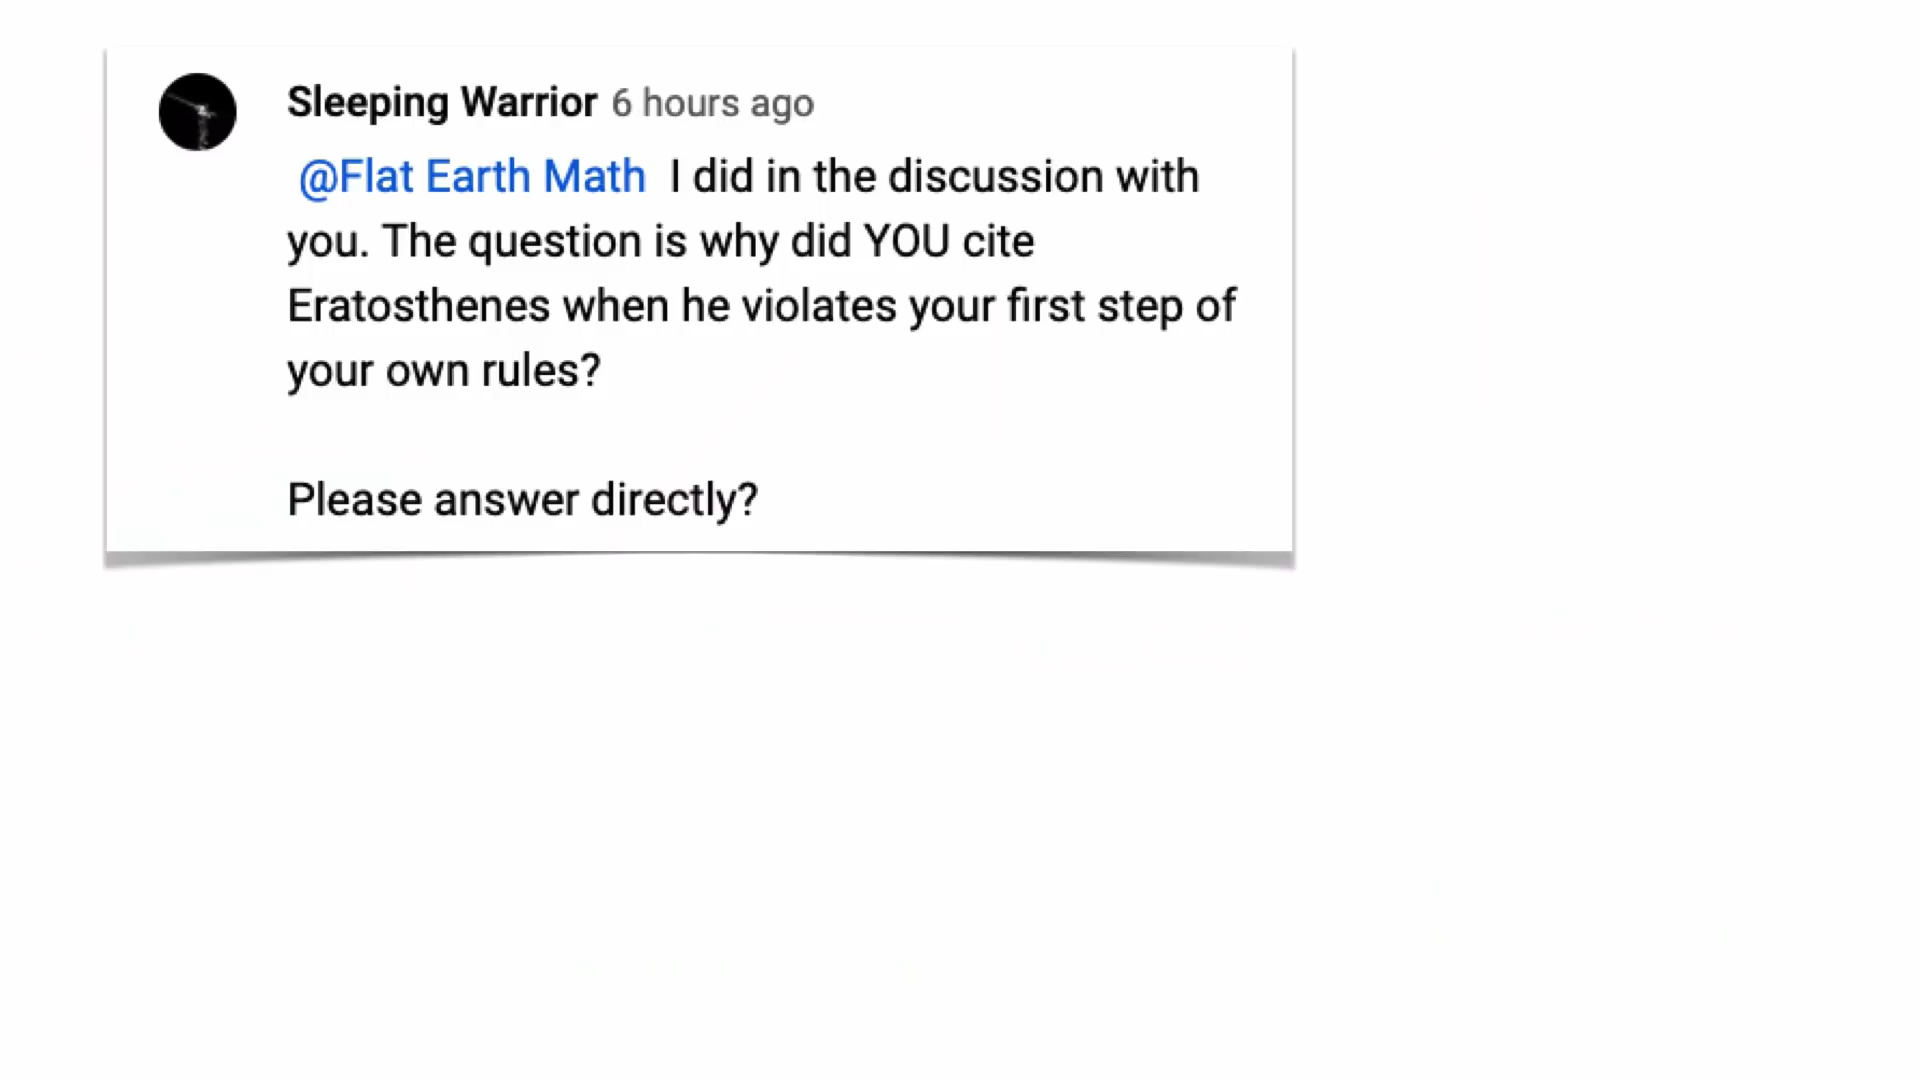 Sleeping Warrior 6 hours ago
@Flat Earth Math I did in the discussion with
you. The question is why did YOU cite
Eratosthenes when he violates your first step of
your own rules?
Please answer directly?